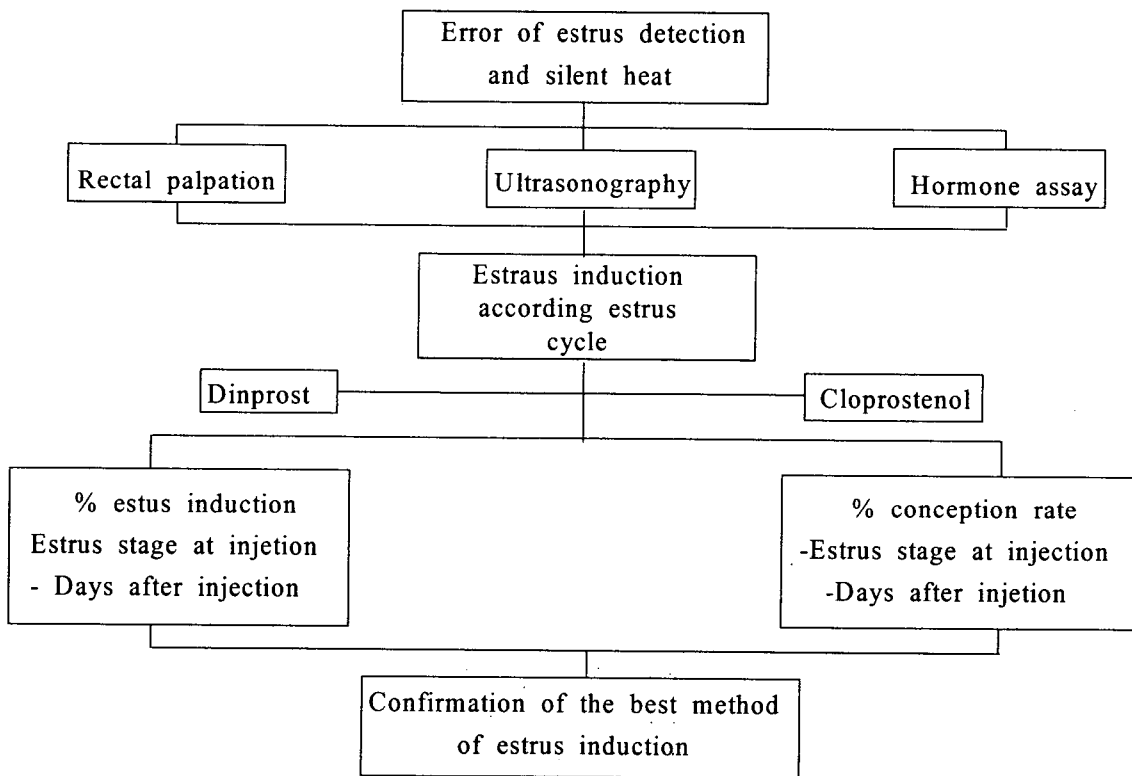 Error of estrus detection
and silent heat
Rectal palpation
Ultrasonography
Hormone assay
Estraus induction
according estrus
cycle
Dinprost
Cloprostenol
% estus induction
Estrus stage at injetion
- Days after injection
% conception rate
-Estrus stage at injection
-Days after injetion
Confirmation of the best method
of estrus induction